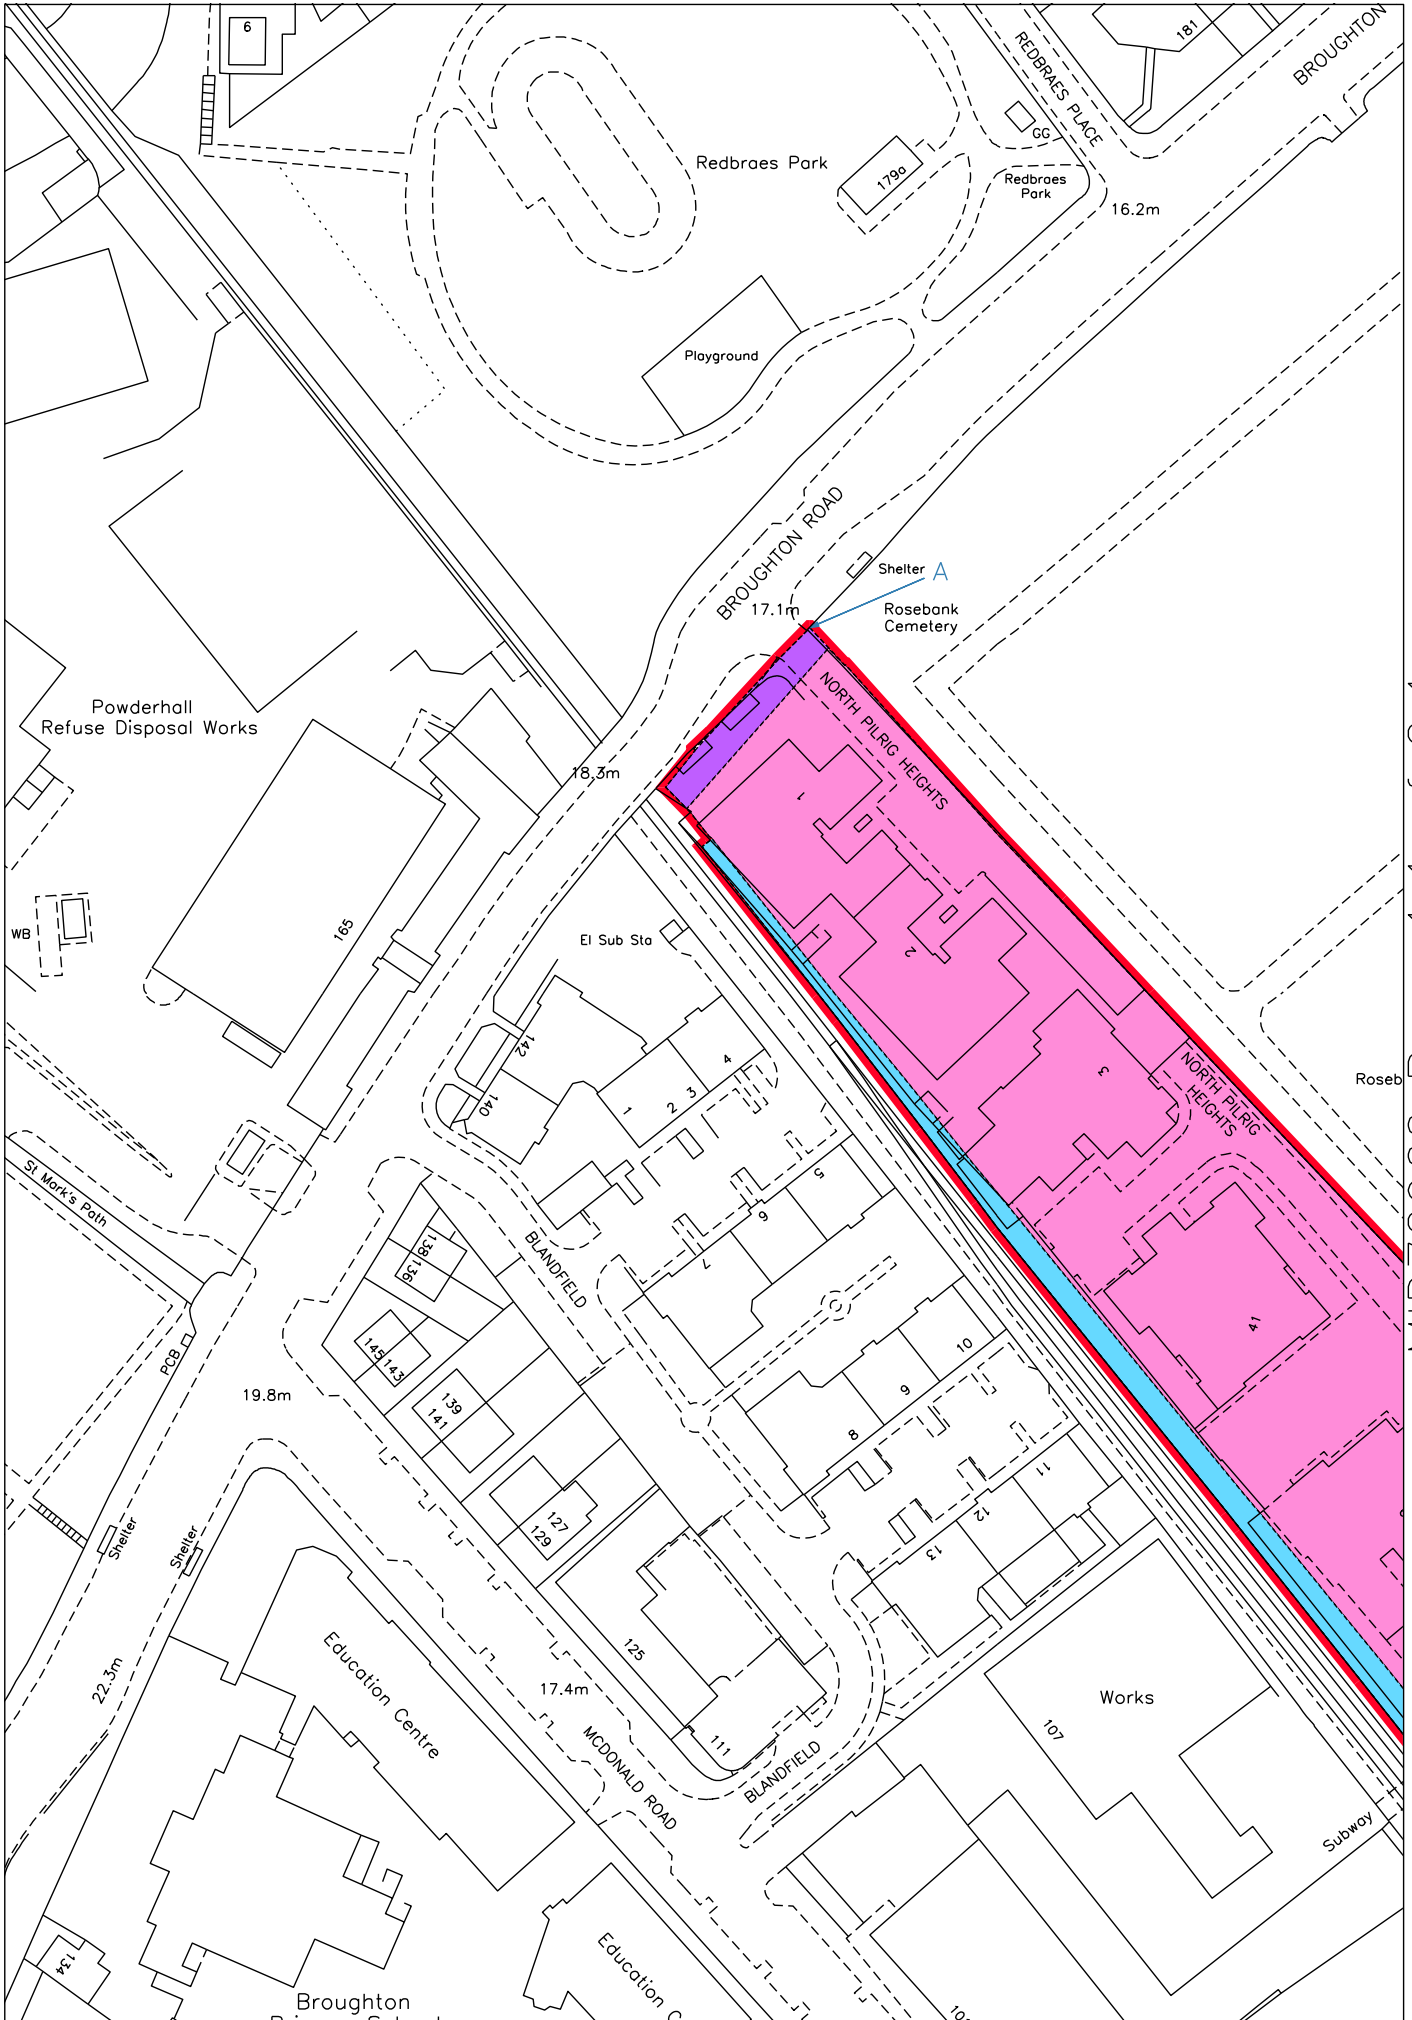 6
181
BROUGHTON
REDBRAES PLACE
GG
Redbraes Park
179a
Redbraes
Park
16.2m
Playground
BROUGHTON ROAD
Shelter
A
17.1m
Rosebank
Cemetery
Powderhall
Refuse Disposal Works
NORTH PILRIG HEIGHTS
18.3m
1
165
WB
El Sub Sta
2
142
4
3
2
1
140
3
NORTH PILRIG
HEIGHTS
Roseb
St Mark's Path
5
6
7
138
136
BLANDFIELD
C
41
PCB
145
143
10
19.8m
139
141
9
8
11
127
129
12
13
Shelter
Shelter
125
Education Centre
22.3m
17.4m
Works
107
111
MCDONALD ROAD
BLANDFIELD
Subway
134
Education C
Broughton